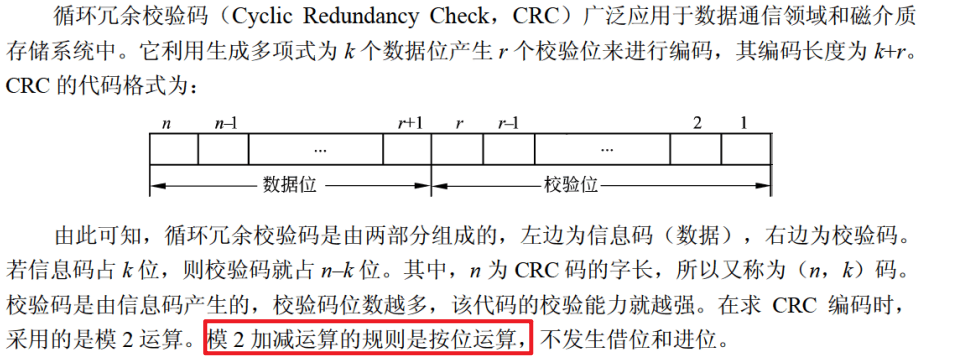 循环冗余校验码（Cyclic Redundancy Check，CRC）广泛应用于数据通信领域和磁介质
存储系统中。它利用生成多项式为 k 个数据位产生 r 个校验位来进行编码，其编码长度为 k+r。
CRC 的代码格式为：
n n–1 r+1 r r–1 2 1
... ...
数据位 校验位
由此可知，循环冗余校验码是由两部分组成的，左边为信息码（数据），右边为校验码。
若信息码占 k 位，则校验码就占 n–k 位。其中，n 为 CRC 码的字长，所以又称为（n，k）码。
校验码是由信息码产生的，校验码位数越多，该代码的校验能力就越强。在求 CRC 编码时，
采用的是模 2 运算。模 2 加减运算的规则是按位运算，不发生借位和进位。